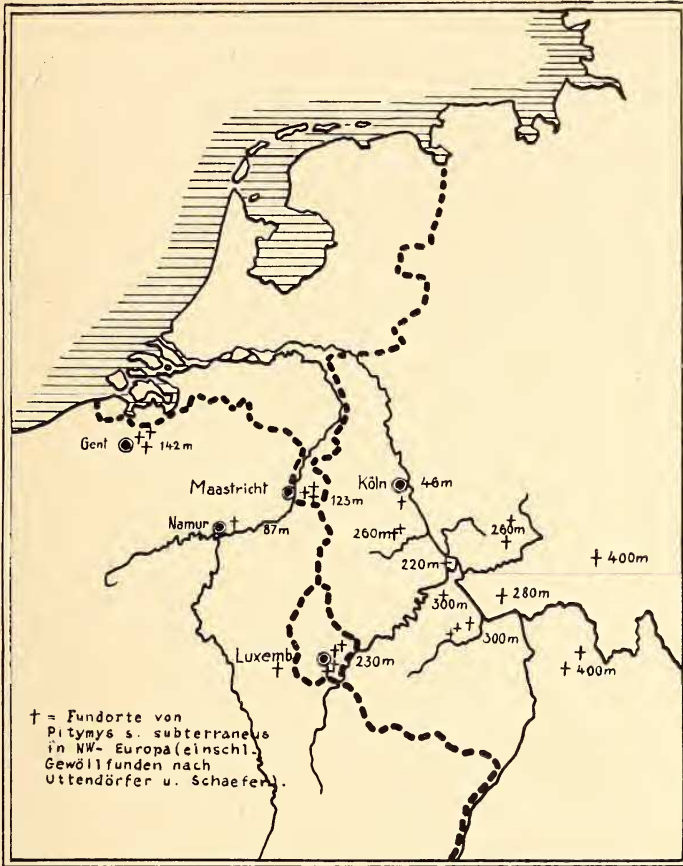 Gent
142m
Maastricht
123m
Köln
46m
Namur
87m
260m
260m
220m
400m
300m
280m
300m
Luxemb.
230m
400m
† = Fundorte von
Pitymys s. subterraneus
in NW- Europa (einschl.
Gewöllfunden nach
Uttendörfer u. Schaefer).